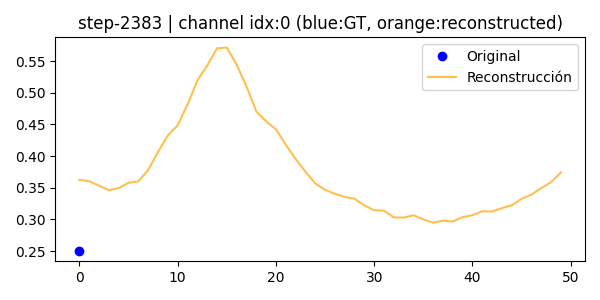 step-2383 | channel idx:0 (blue:GT, orange:reconstructed)
Original
Reconstrucción
0.55
0.50
0.45
0.40
0.35
0.30
0.25
0 10 20 30 40 50